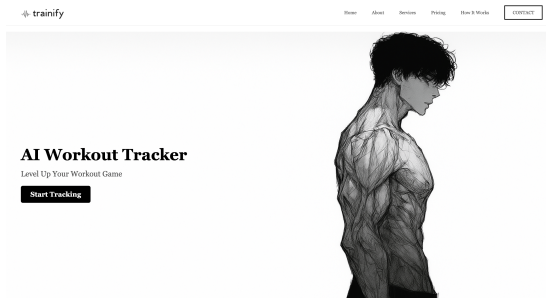 trainify
Home About Services Pricing How It Works CONTACT
AI Workout Tracker
Level Up Your Workout Game
Start Tracking